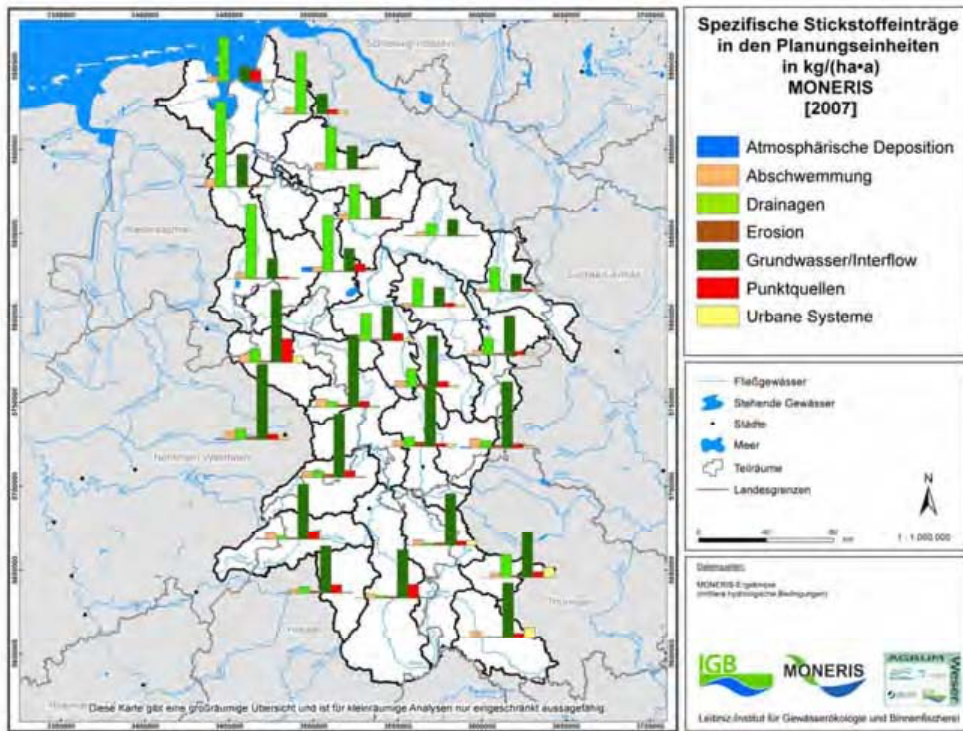 Spezifische Stickstoffeinträge
in den Planungseinheiten
in kg/(ha•a)
MONERIS
[2007]
Atmosphärische Deposition
Abschwemmung
Drainagen
Erosion
Grundwasser/Interflow
Punktquellen
Urbane Systeme
Fließgewässer
Stehende Gewässer
Städte
Meer
Teilräume
Landesgrenzen
N
1 : 1.000.000
Datenquellen:
MONERIS-Ergebnisse
(mittlere hydrologische Bedingungen)
IGB
MONERIS
AGRUM
Weser
Leibniz-Institut für Gewässerökologie und Binnenfischerei
Schleswig-Holstein
Niedersachsen
Sachsen-Anhalt
Nordrhein-Westfalen
Hessen
Thüringen
Diese Karte gibt eine großräumige Übersicht und ist für kleinräumige Analysen nur eingeschränkt aussagefähig.